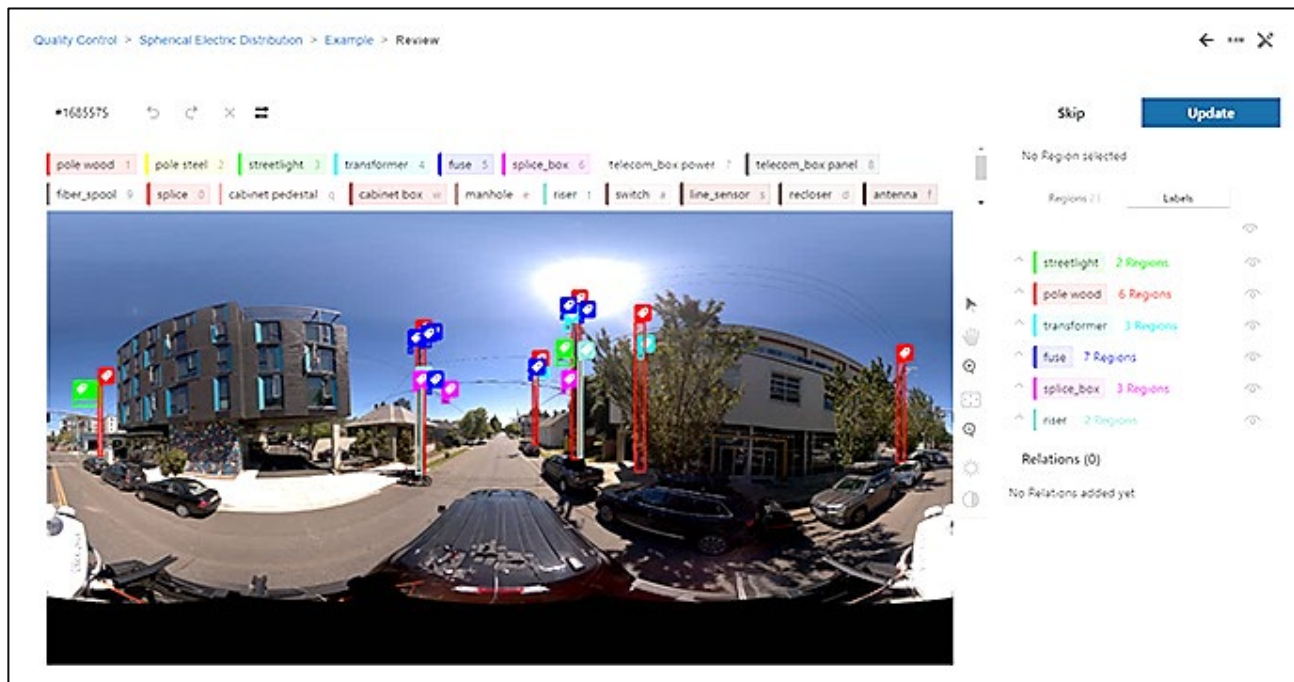 Quality Control > Spherical Electric Distribution > Example > Review
#1685575
Skip
Update
pole wood 1
pole steel 2
streetlight 3
transformer 4
fuse 5
splice_box 6
telecom_box power 7
telecom_box panel 8
fiber_spool 9
splice 0
cabinet pedestal q
cabinet box w
manhole e
riser t
switch a
line_sensor s
recloser d
antenna f
No Region selected
Regions
Labels
streetlight 2 Regions
pole wood 6 Regions
transformer 3 Regions
fuse 7 Regions
splice_box 3 Regions
riser 2 Regions
Relations (0)
No Relations added yet